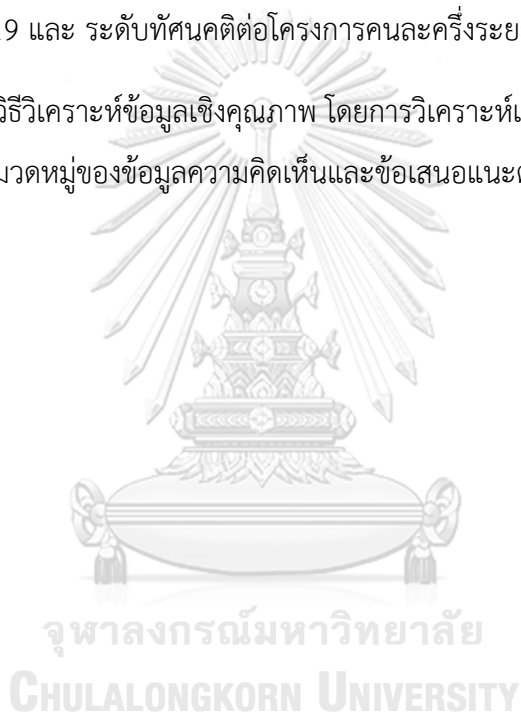 .9 และ ระดับทัศนคติต่อโครงการคนละครึ่งระย
วิธีวิเคราะห์ข้อมูลเชิงคุณภาพ โดยการวิเคราะห์เ
มวดหมู่ของข้อมูลความคิดเห็นและข้อเสนอแนะต
จุฬาลงกรณ์มหาวิทยาลัย
CHULALONGKORN UNIVERSITY